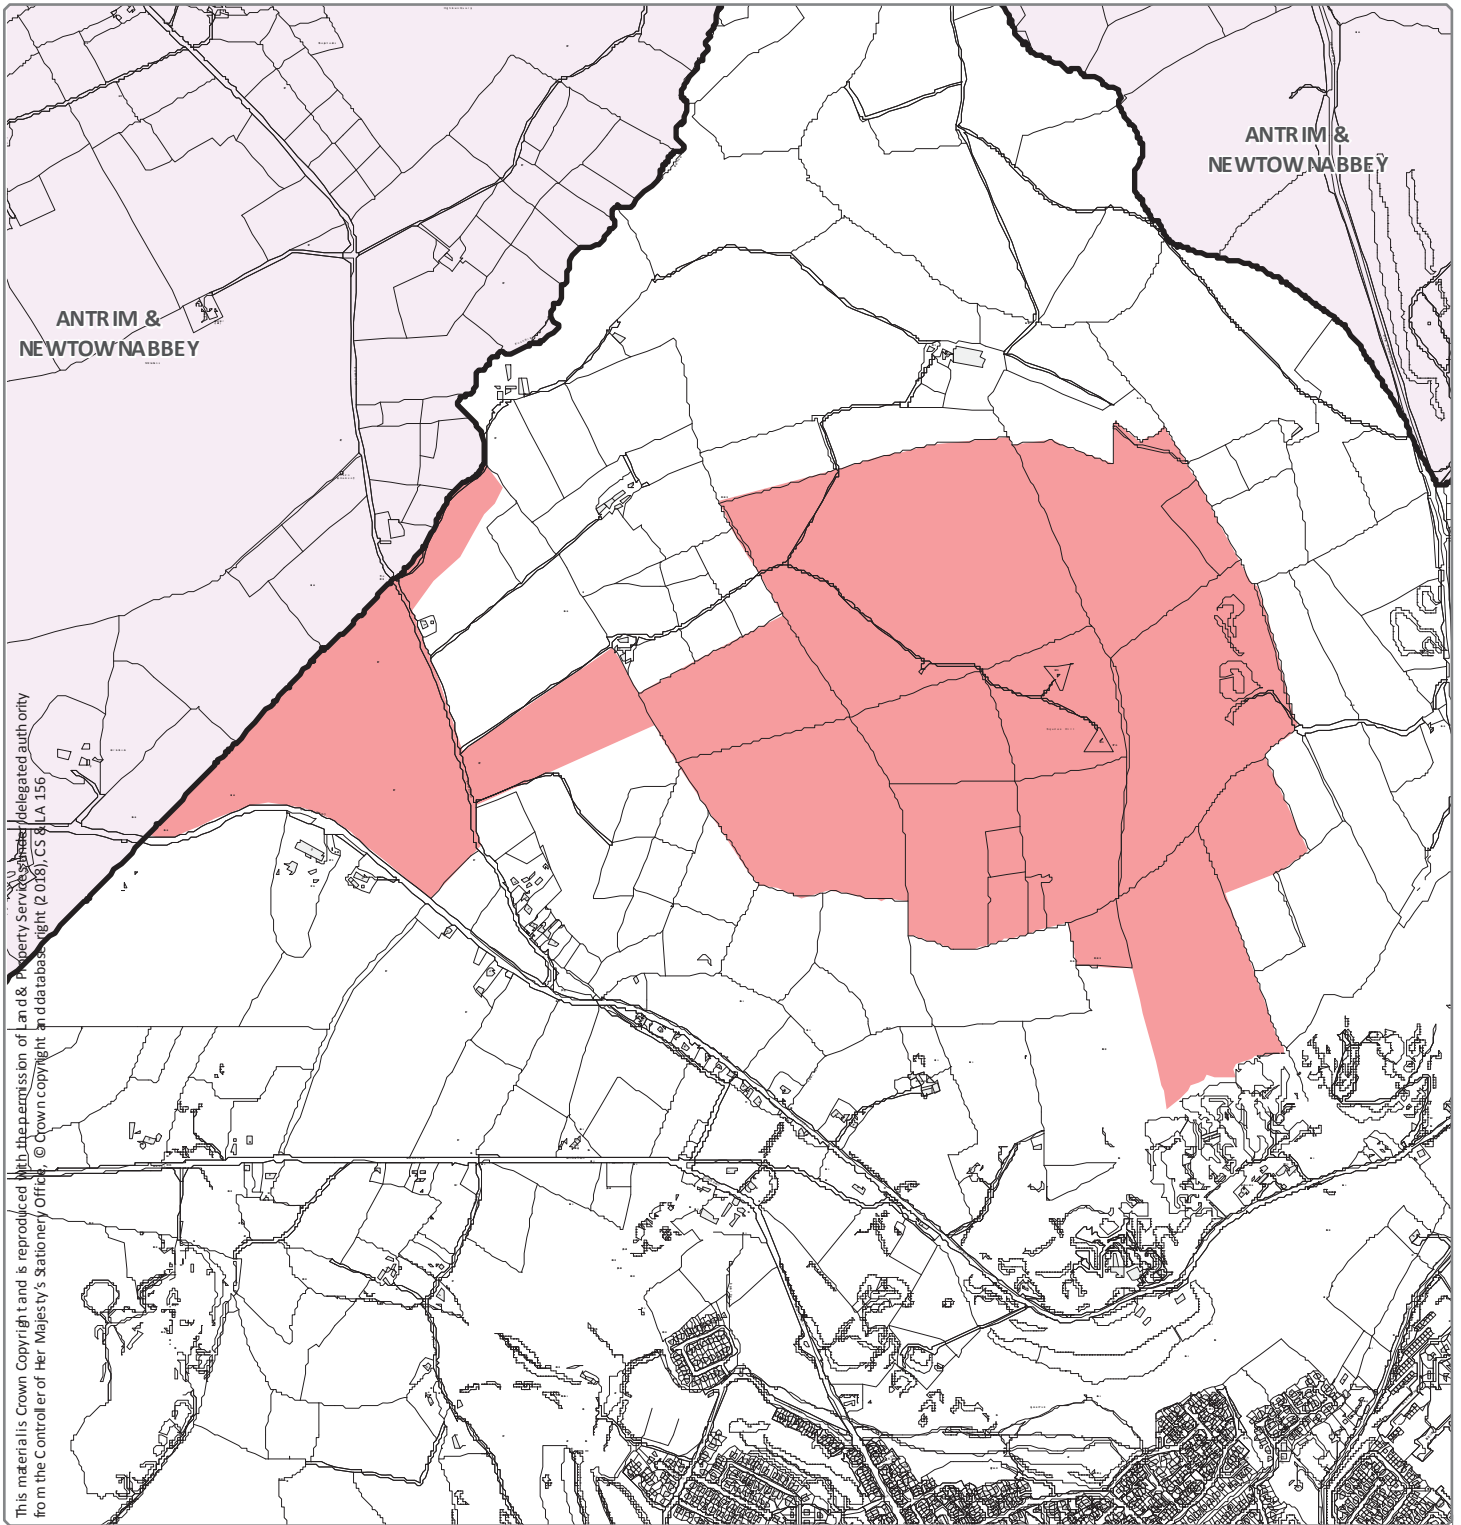 ANTRIM &
NEWTOWNABBEY
ANTRIM &
NEWTOWNABBEY
This material is Crown Copyright and is reproduced with the permission of Land & Property Services under delegated authority
from the Controller of Her Majesty's Stationery Office, © Crown copyright and database right (2018), CS & LA 156